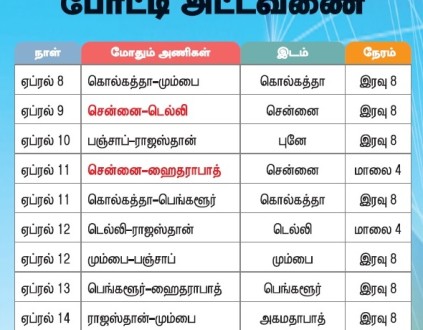 போட்டி அட்டவணை
நாள் மோதும் அணிகள் இடம் நேரம்
ஏப்ரல் 8 கொல்கத்தா–மும்பை கொல்கத்தா இரவு 8
ஏப்ரல் 9 சென்னை–டெல்லி சென்னை இரவு 8
ஏப்ரல் 10 பஞ்சாப்–ராஜஸ்தான் புனே இரவு 8
ஏப்ரல் 11 சென்னை–ஹைதராபாத் சென்னை மாலை 4
ஏப்ரல் 11 கொல்கத்தா–பெங்களூர் கொல்கத்தா இரவு 8
ஏப்ரல் 12 டெல்லி–ராஜஸ்தான் டெல்லி மாலை 4
ஏப்ரல் 12 மும்பை–பஞ்சாப் மும்பை இரவு 8
ஏப்ரல் 13 பெங்களூர்–ஹைதராபாத் பெங்களூர் இரவு 8
ஏப்ரல் 14 ராஜஸ்தான்–மும்பை அகமதாபாத் இரவு 8